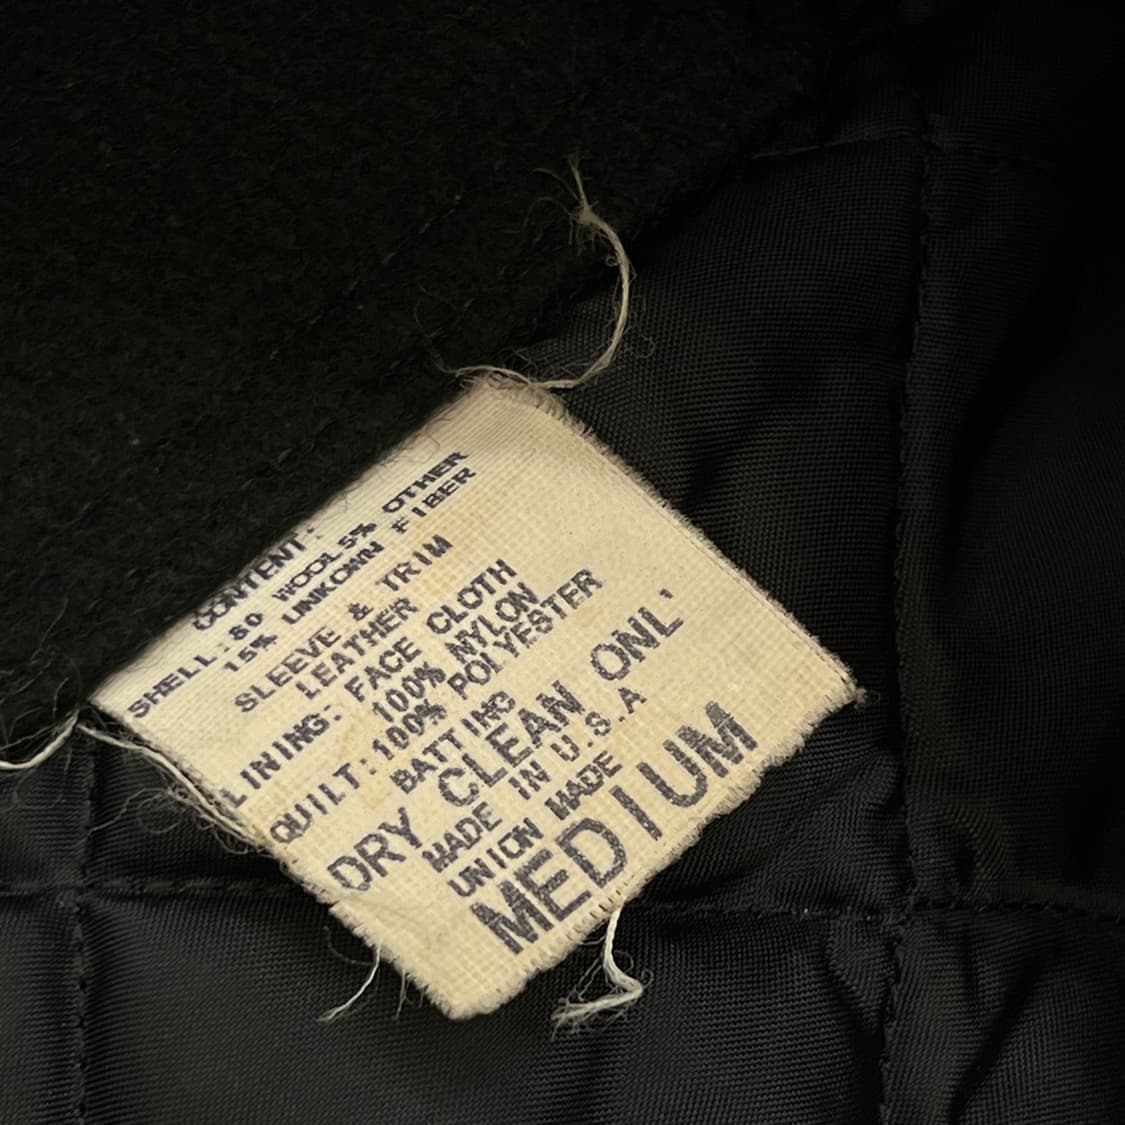 CONTENT:
SHELL: 80 WOOL 5% OTHER
15% UNKOWN FIBER
SLEEVE & TRIM
LEATHER
LINING: FACE CLOTH
100% NYLON
QUILT: 100% POLYESTER
BATTING
DRY CLEAN ONL'
MADE IN U.S.A
UNION MADE
MEDIUM